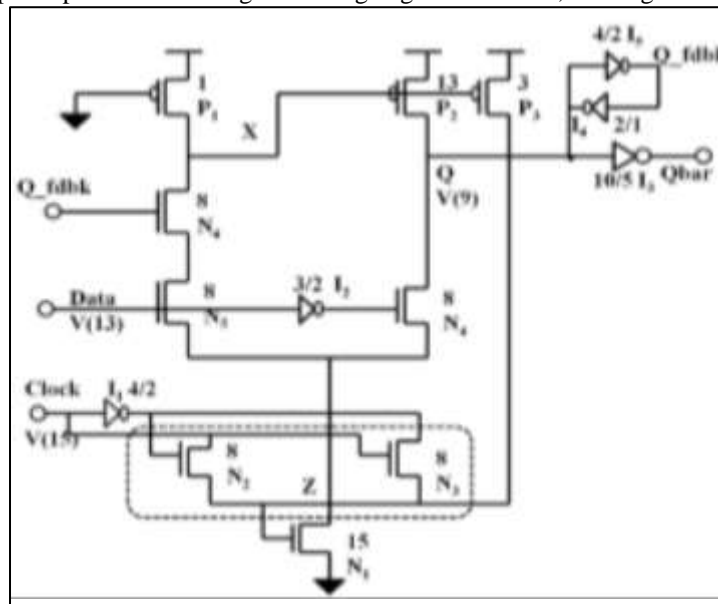 4/2 I₅
Q_fdbk
1
P₁
13
P₂
3
P₃
X
I₄ 2/1
Q_fdbk
8
N₄
Q
V(9)
10/5 I₃
Qbar
Data
V(13)
8
3/2 I₂
8
N₄
Clock
V(15)
I₁ 4/2
8
N₂
Z
8
N₃
15
N₁